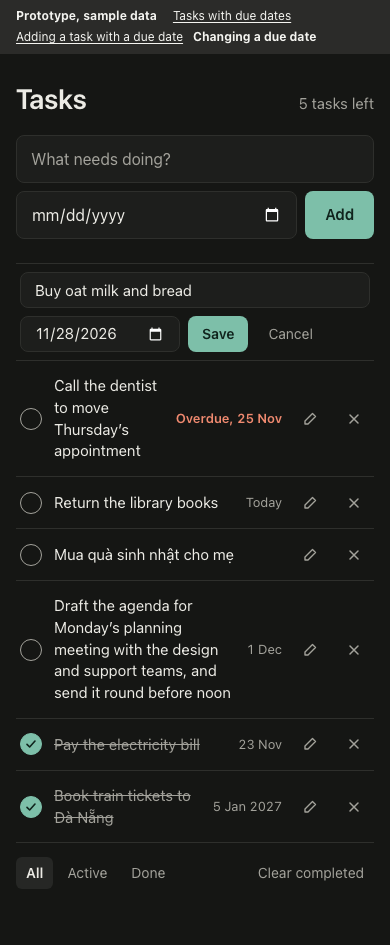 Prototype, sample data Tasks with due dates
Adding a task with a due date Changing a due date
Tasks 5 tasks left
What needs doing?
mm/dd/yyyy Add
Buy oat milk and bread
11/28/2026 Save Cancel
Call the dentist
to move
Thursday’s
appointment
Overdue, 25 Nov
Return the library books Today
Mua quà sinh nhật cho mẹ
Draft the agenda for
Monday’s planning
meeting with the design
and support teams, and
send it round before noon
1 Dec
Pay the electricity bill 23 Nov
Book train tickets to
Đà Nẵng
5 Jan 2027
All Active Done Clear completed